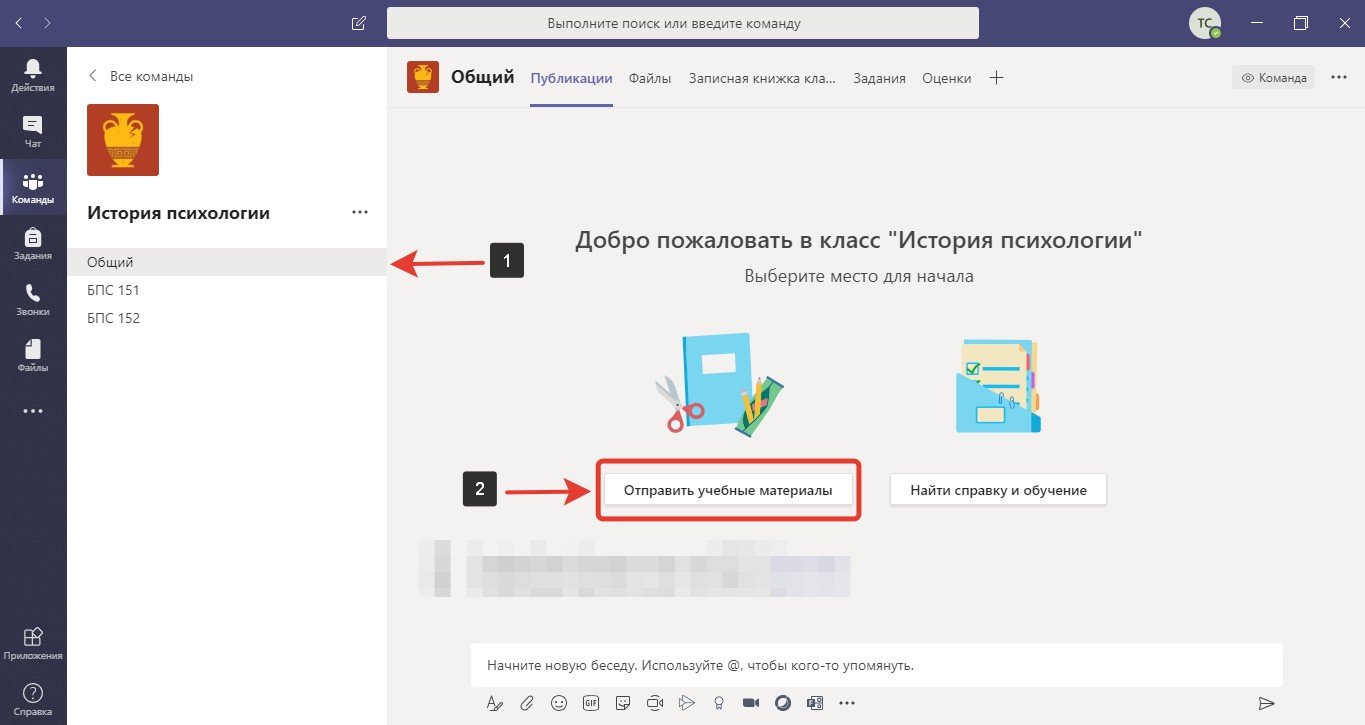 Выполните поиск или введите команду
ТС
Действия
Чат
Команды
Задания
Звонки
Файлы
Приложения
Справка
Все команды
История психологии
Общий
БПС 151
БПС 152
Общий Публикации Файлы Записная книжка кла... Задания Оценки
Команда
1
Добро пожаловать в класс "История психологии"
Выберите место для начала
2
Отправить учебные материалы
Найти справку и обучение
Начните новую беседу. Используйте @, чтобы кого-то упомянуть.
GIF